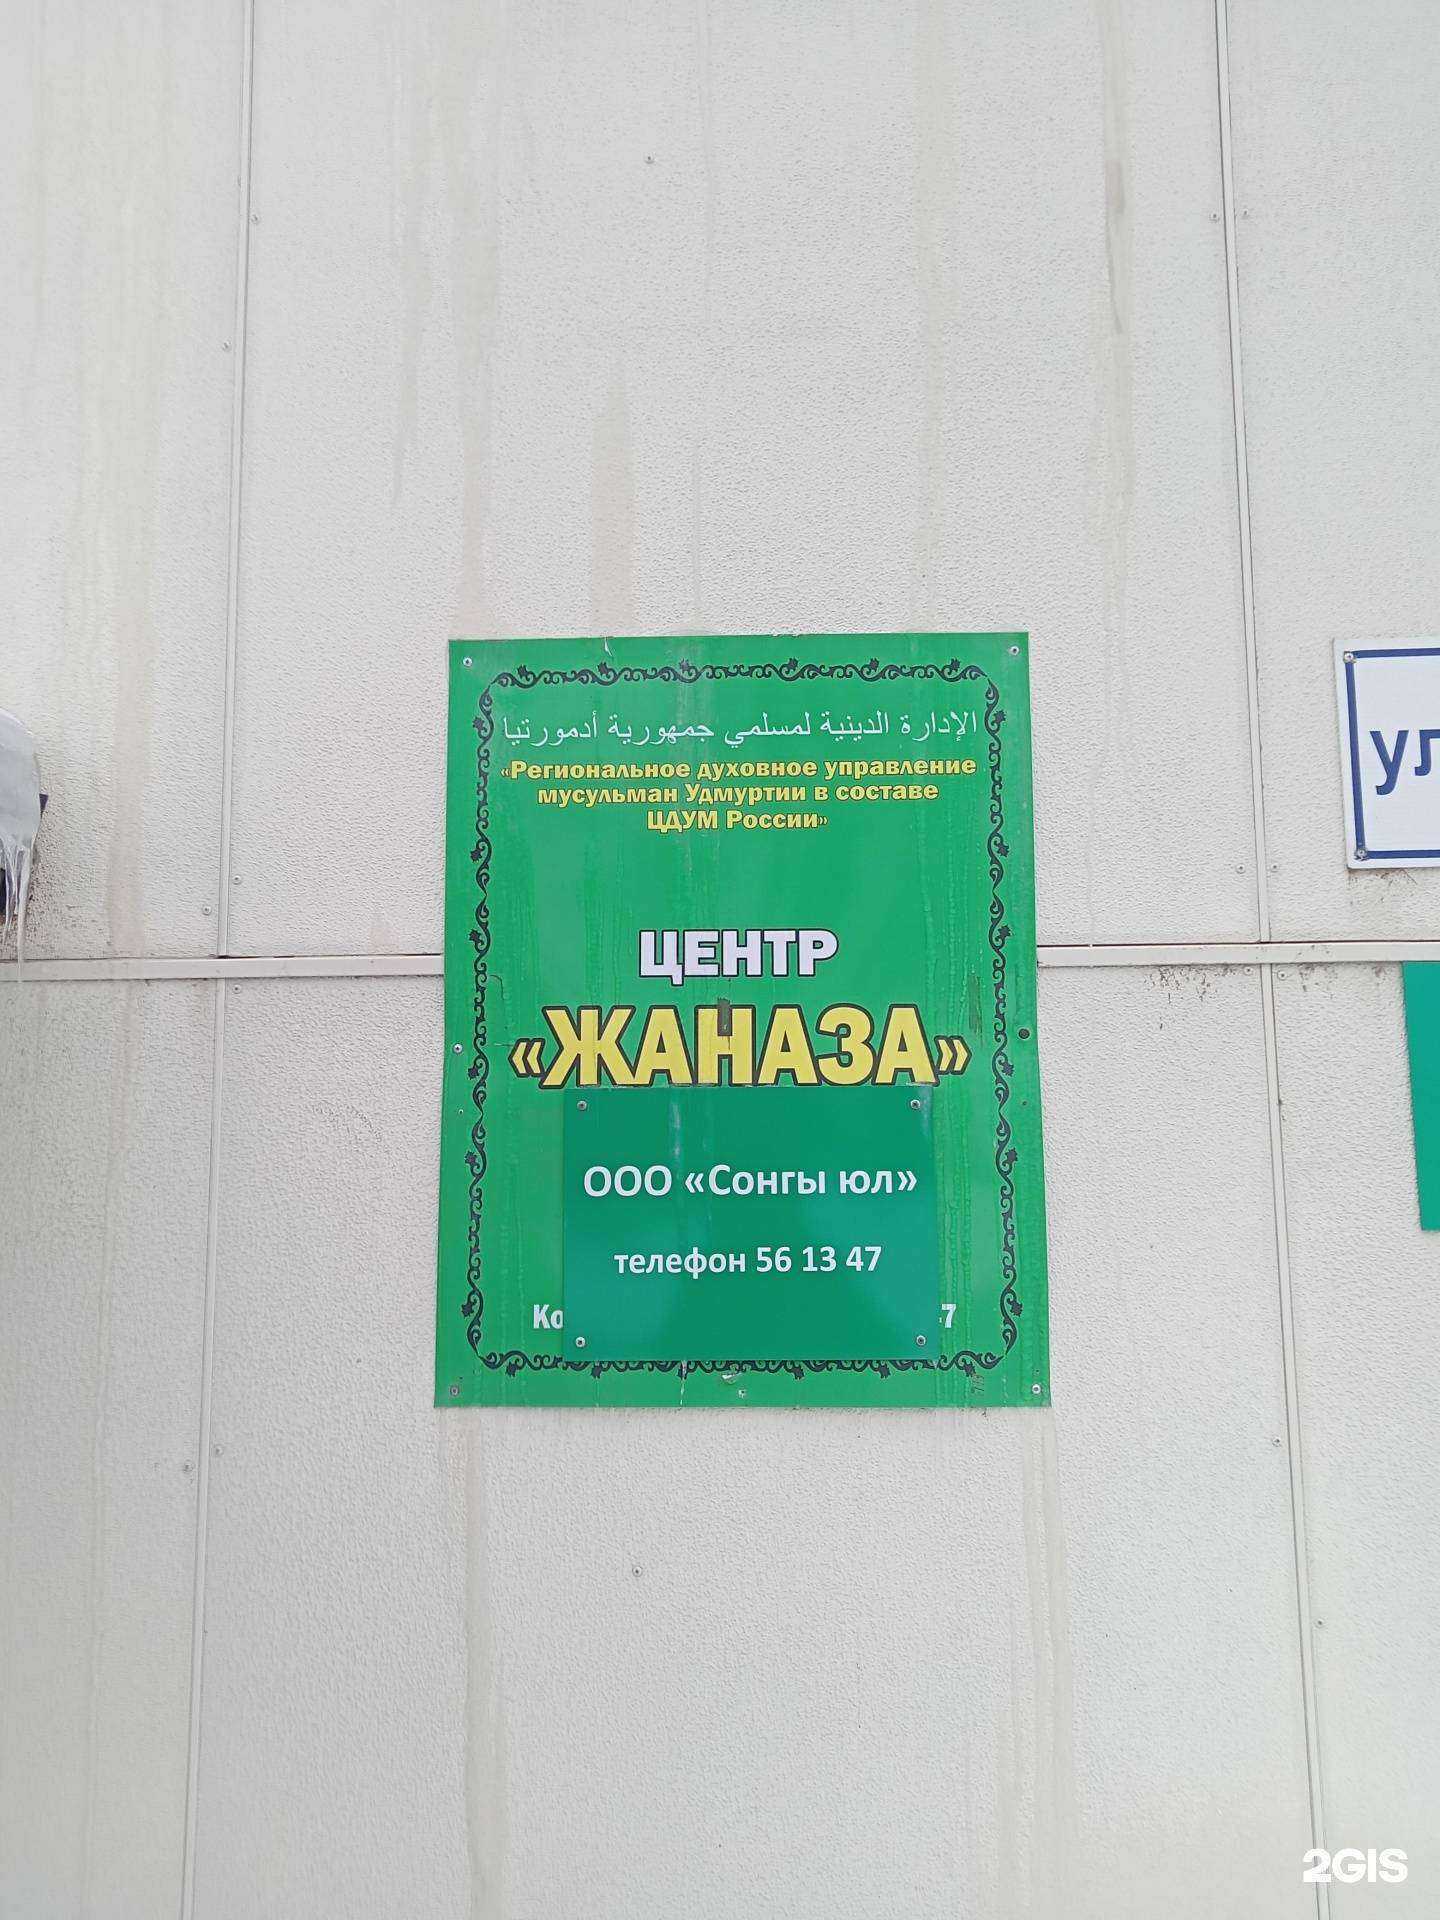 الإدارة الدينية لمسلمي جمهورية أدمورتيا
«Региональное духовное управление
мусульман Удмуртии в составе
ЦДУМ России»
ЦЕНТР
«ЖАНАЗА»
ООО «Сонгы юл»
телефон 56 13 47
ул
2GIS